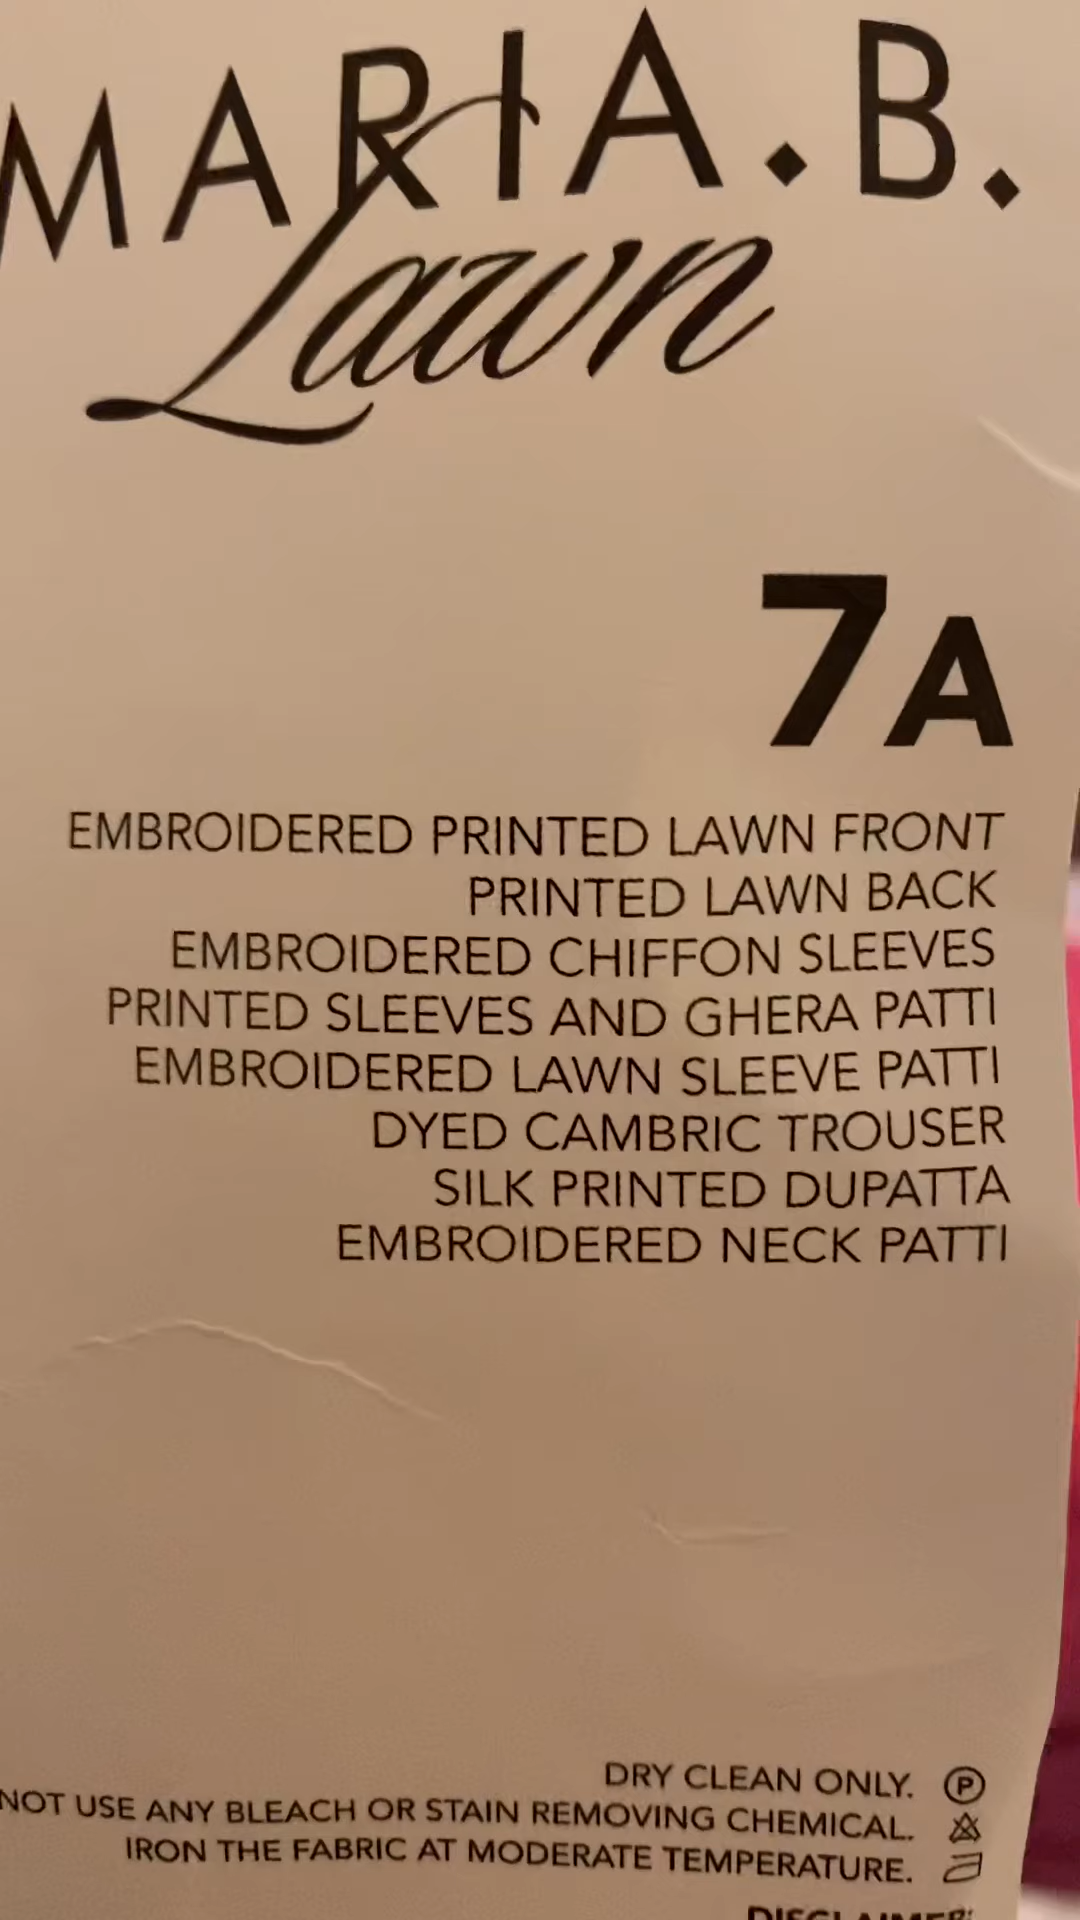 MARIA.B.
Lawn
7A
EMBROIDERED PRINTED LAWN FRONT
PRINTED LAWN BACK
EMBROIDERED CHIFFON SLEEVES
PRINTED SLEEVES AND GHERA PATTI
EMBROIDERED LAWN SLEEVE PATTI
DYED CAMBRIC TROUSER
SILK PRINTED DUPATTA
EMBROIDERED NECK PATTI
DRY CLEAN ONLY. P
NOT USE ANY BLEACH OR STAIN REMOVING CHEMICAL.
IRON THE FABRIC AT MODERATE TEMPERATURE.
DISCLAIMER: